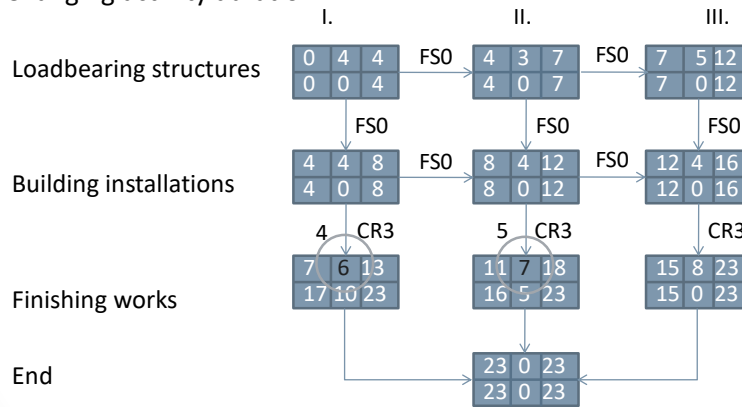 I. II. III.
Loadbearing structures
0 4 4 FS0 4 3 7 FS0 7 5 12
0 0 4 4 0 7 7 0 12
FS0 FS0 FS0
4 4 8 FS0 8 4 12 FS0 12 4 16
Building installations
4 0 8 8 0 12 12 0 16
4 CR3 5 CR3 CR3
7 6 13 11 7 18 15 8 23
Finishing works
17 10 23 16 5 23 15 0 23
23 0 23
End
23 0 23